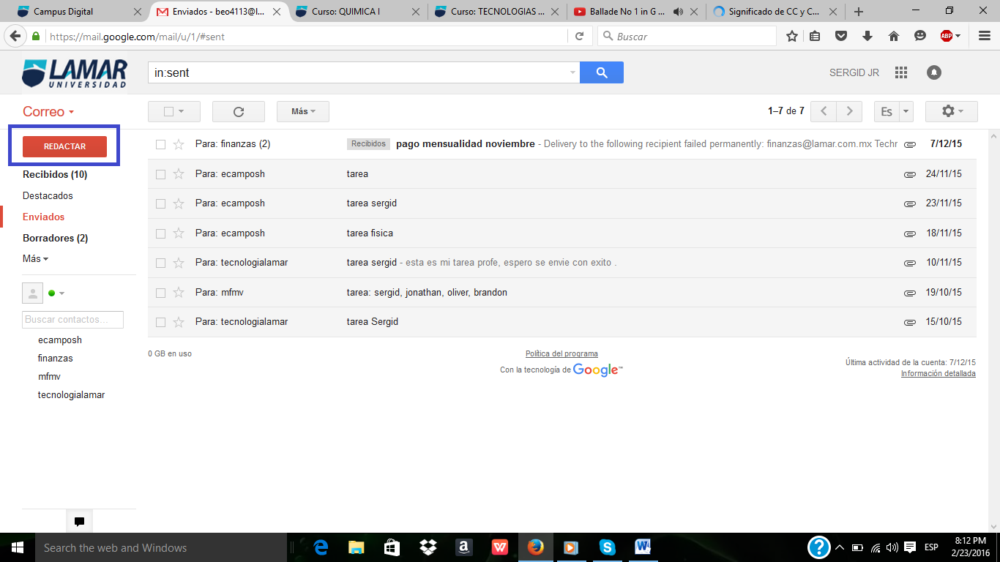 Campus Digital
Enviados - beo4113@l...
Curso: QUIMICA I
Curso: TECNOLOGIAS ...
Ballade No 1 in G ...
Significado de CC y C...
https://mail.google.com/mail/u/1/#sent
Buscar
ABP
LAMAR
UNIVERSIDAD
in:sent
SERGID JR
Correo
Más
1–7 de 7
Es
REDACTAR
Para: finanzas (2) Recibidos pago mensualidad noviembre - Delivery to the following recipient failed permanently: finanzas@lamar.com.mx Techr 7/12/15
Recibidos (10)
Para: ecamposh tarea 24/11/15
Destacados
Para: ecamposh tarea sergid 23/11/15
Enviados
Para: ecamposh tarea fisica 18/11/15
Borradores (2)
Más
Para: tecnologialamar tarea sergid - esta es mi tarea profe, espero se envie con exito . 10/11/15
Para: mfmv tarea: sergid, jonathan, oliver, brandon 19/10/15
Para: tecnologialamar tarea Sergid 15/10/15
Buscar contactos...
ecamposh
finanzas
mfmv
tecnologialamar
0 GB en uso
Política del programa
Con la tecnología de Google™
Última actividad de la cuenta: 7/12/15
Información detallada
Search the web and Windows
ESP
8:12 PM
2/23/2016